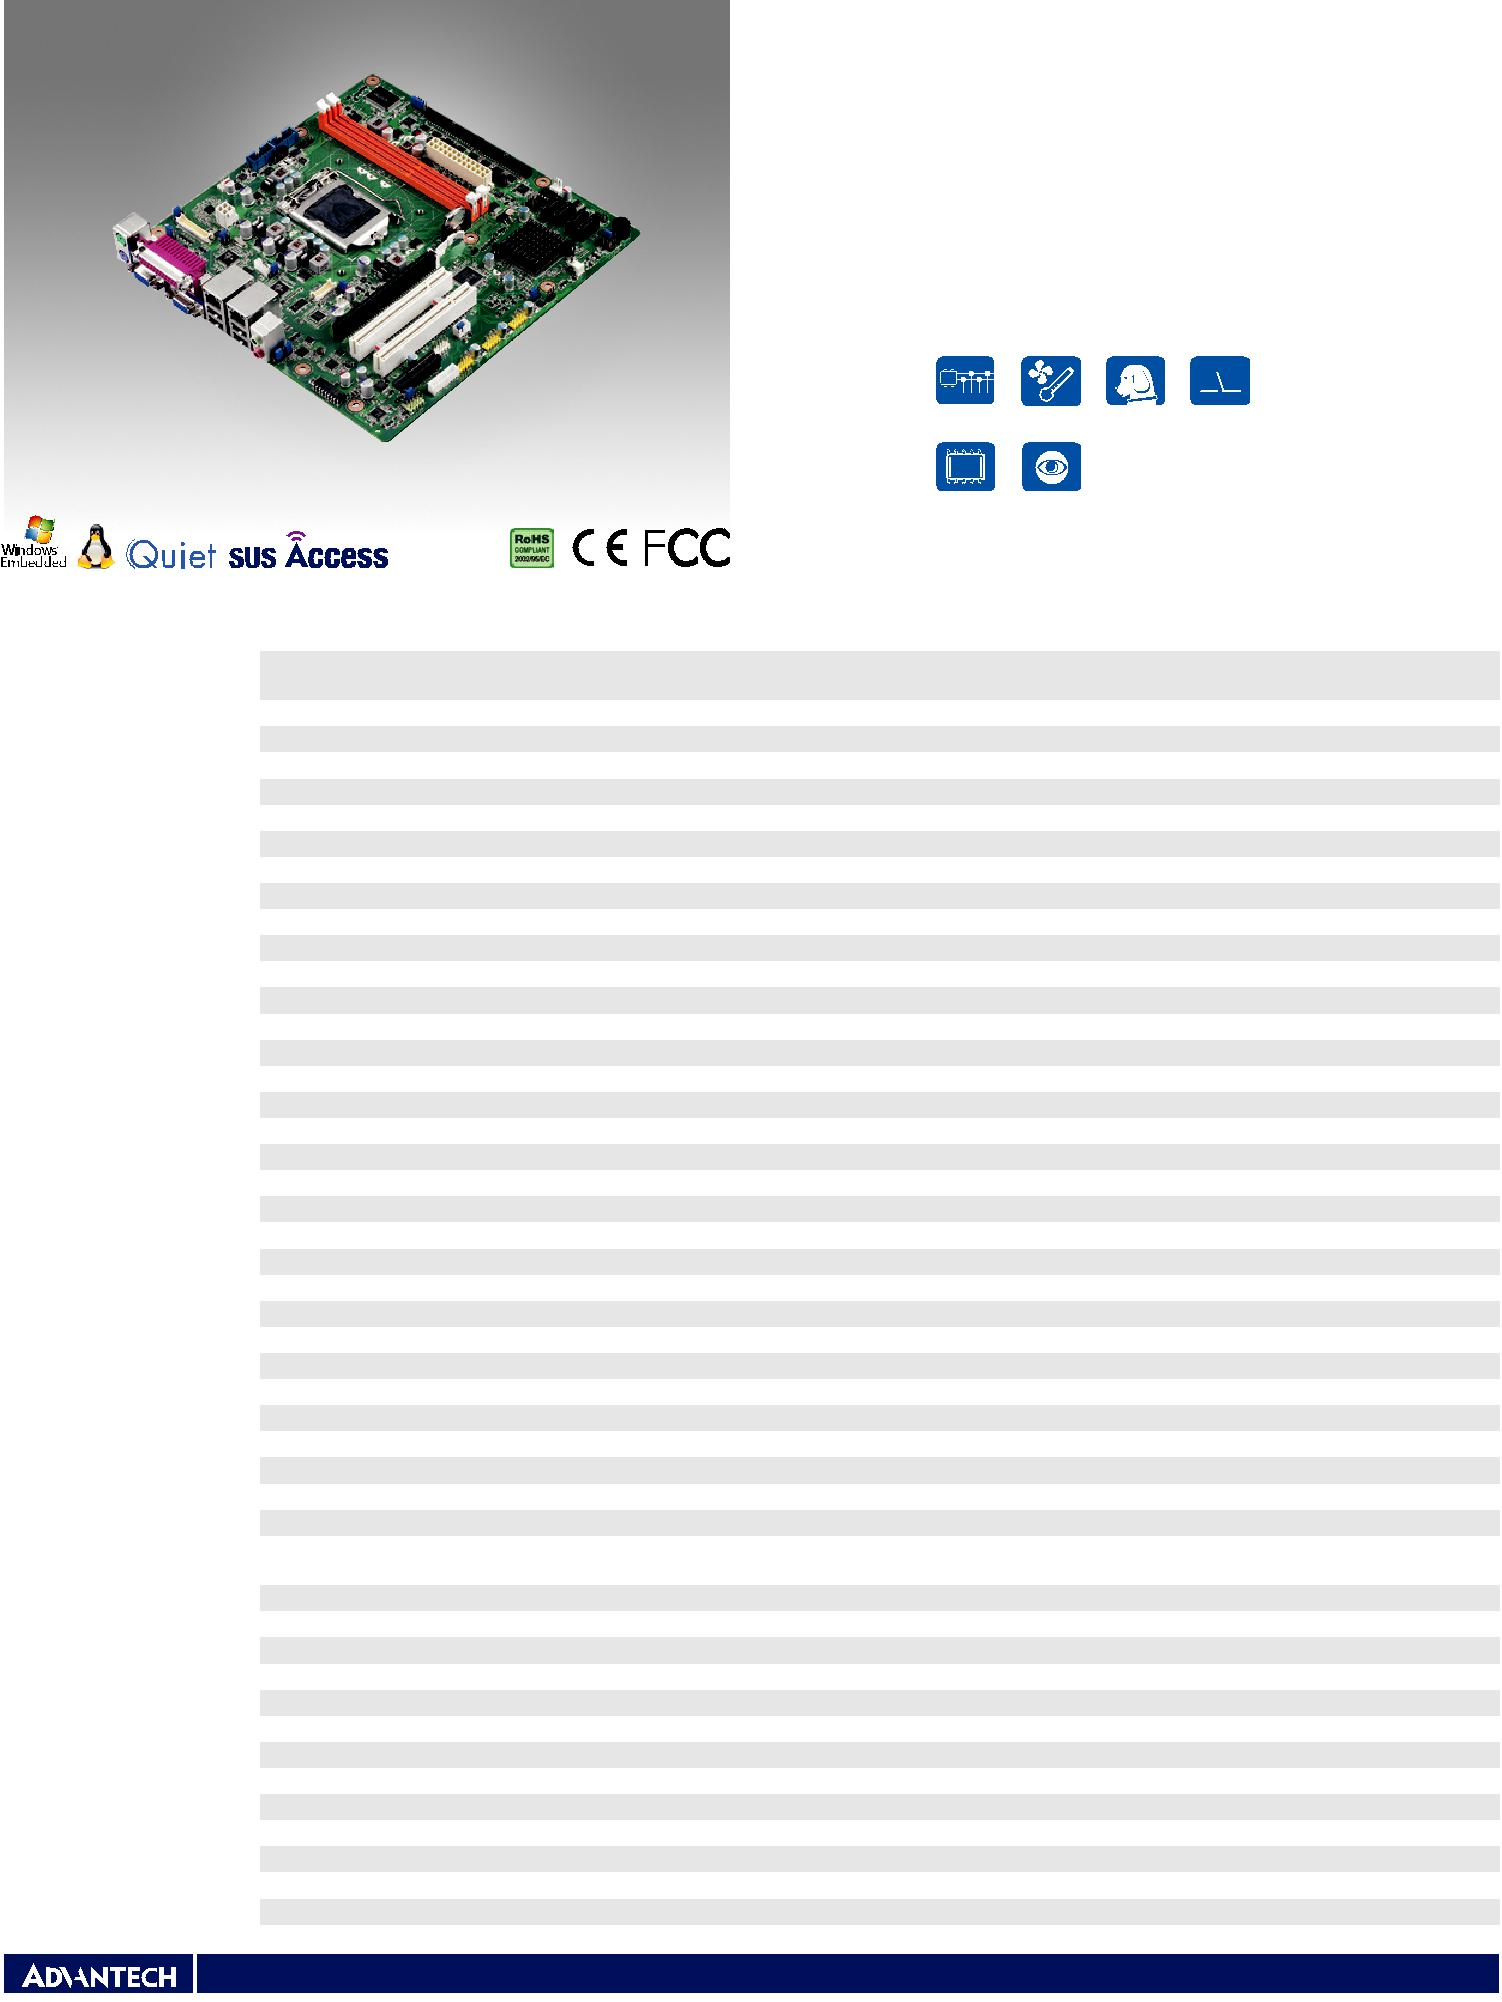 Windows
Embedded
Quiet
SUS Access
RoHS
COMPLIANT
2002/95/EC
CE FCC
ADVANTECH